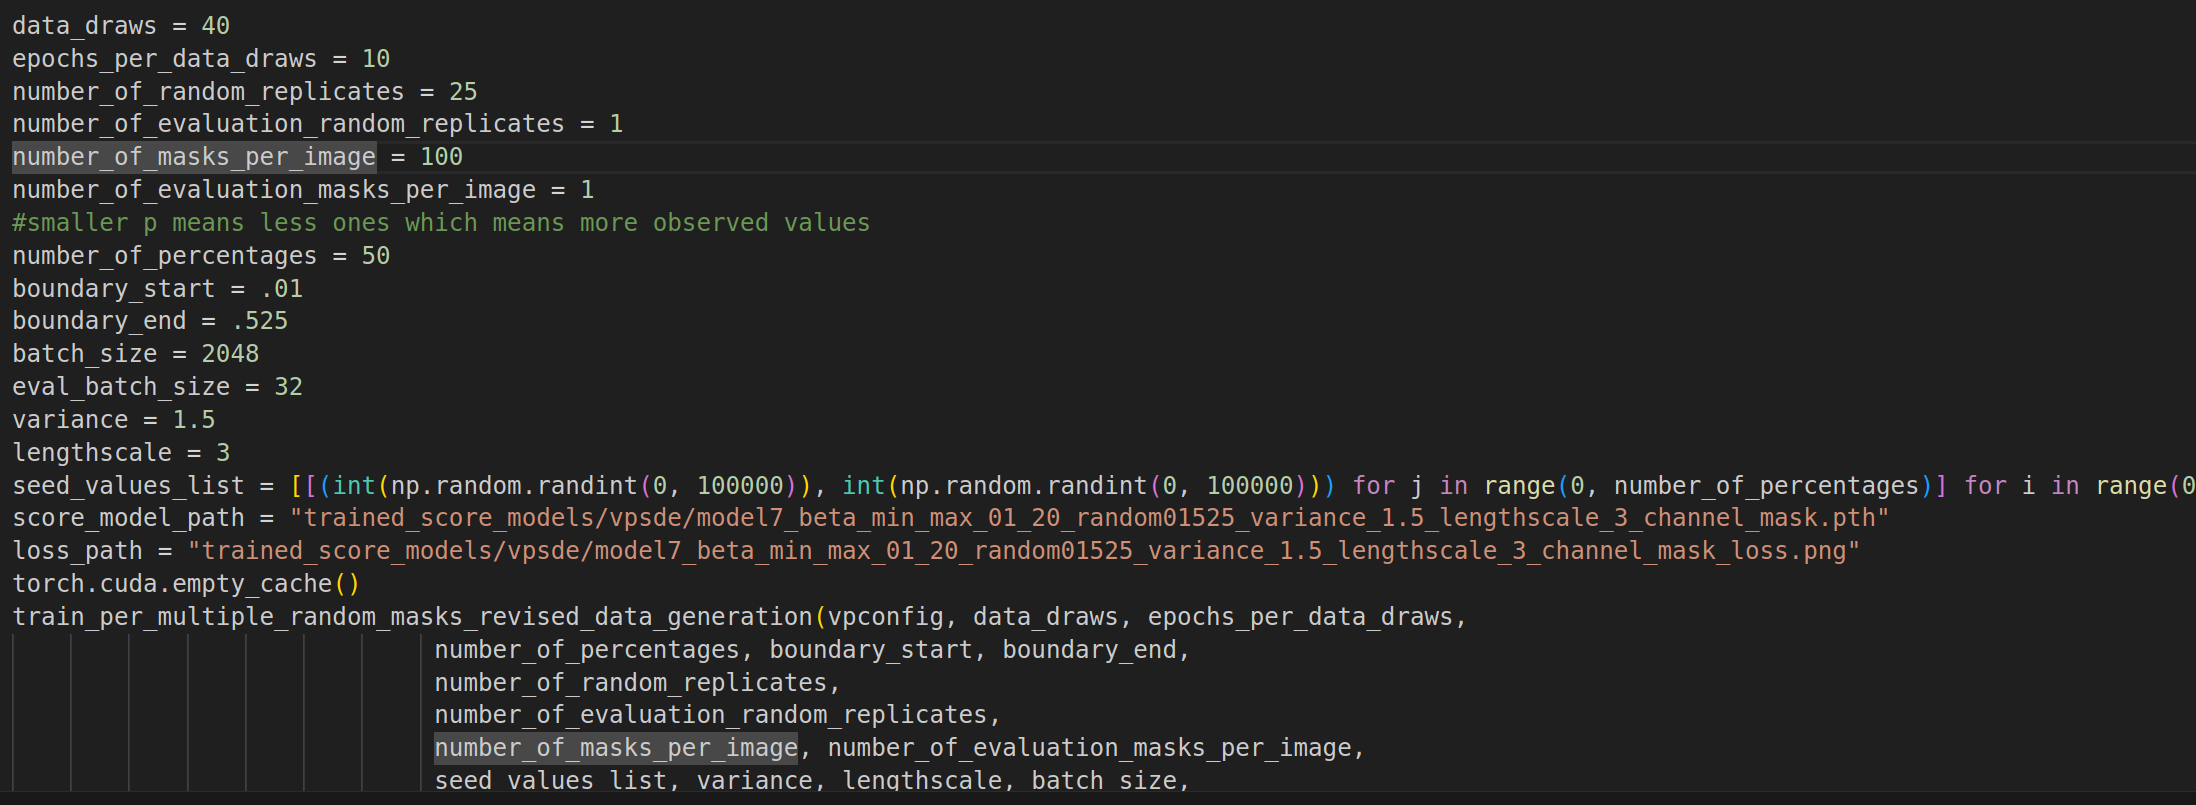 data_draws = 40
epochs_per_data_draws = 10
number_of_random_replicates = 25
number_of_evaluation_random_replicates = 1
number_of_masks_per_image = 100
number_of_evaluation_masks_per_image = 1
#smaller p means less ones which means more observed values
number_of_percentages = 50
boundary_start = .01
boundary_end = .525
batch_size = 2048
eval_batch_size = 32
variance = 1.5
lengthscale = 3
seed_values_list = [[(int(np.random.randint(0, 100000)), int(np.random.randint(0, 100000))) for j in range(0, number_of_percentages)] for i in range(0
score_model_path = "trained_score_models/vpsde/model7_beta_min_max_01_20_random01525_variance_1.5_lengthscale_3_channel_mask.pth"
loss_path = "trained_score_models/vpsde/model7_beta_min_max_01_20_random01525_variance_1.5_lengthscale_3_channel_mask_loss.png"
torch.cuda.empty_cache()
train_per_multiple_random_masks_revised_data_generation(vpconfig, data_draws, epochs_per_data_draws,
number_of_percentages, boundary_start, boundary_end,
number_of_random_replicates,
number_of_evaluation_random_replicates,
number_of_masks_per_image, number_of_evaluation_masks_per_image,
seed_values_list, variance, lengthscale, batch_size,